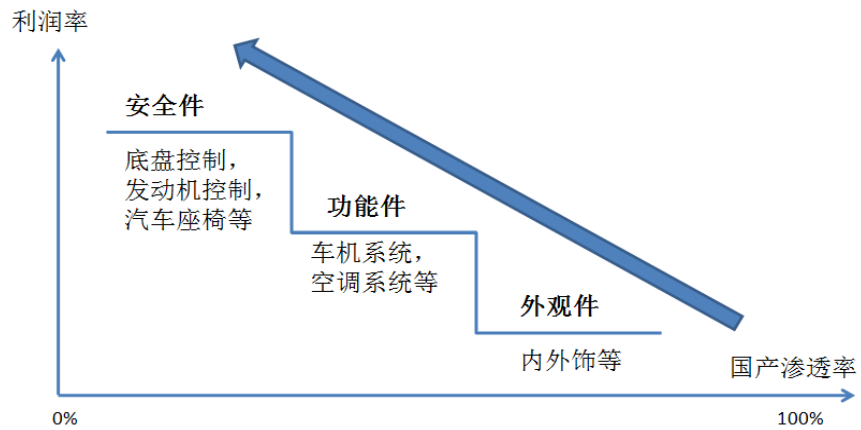 利润率
安全件
底盘控制，
发动机控制，
汽车座椅等
功能件
车机系统，
空调系统等
外观件
内外饰等
国产渗透率
0%
100%